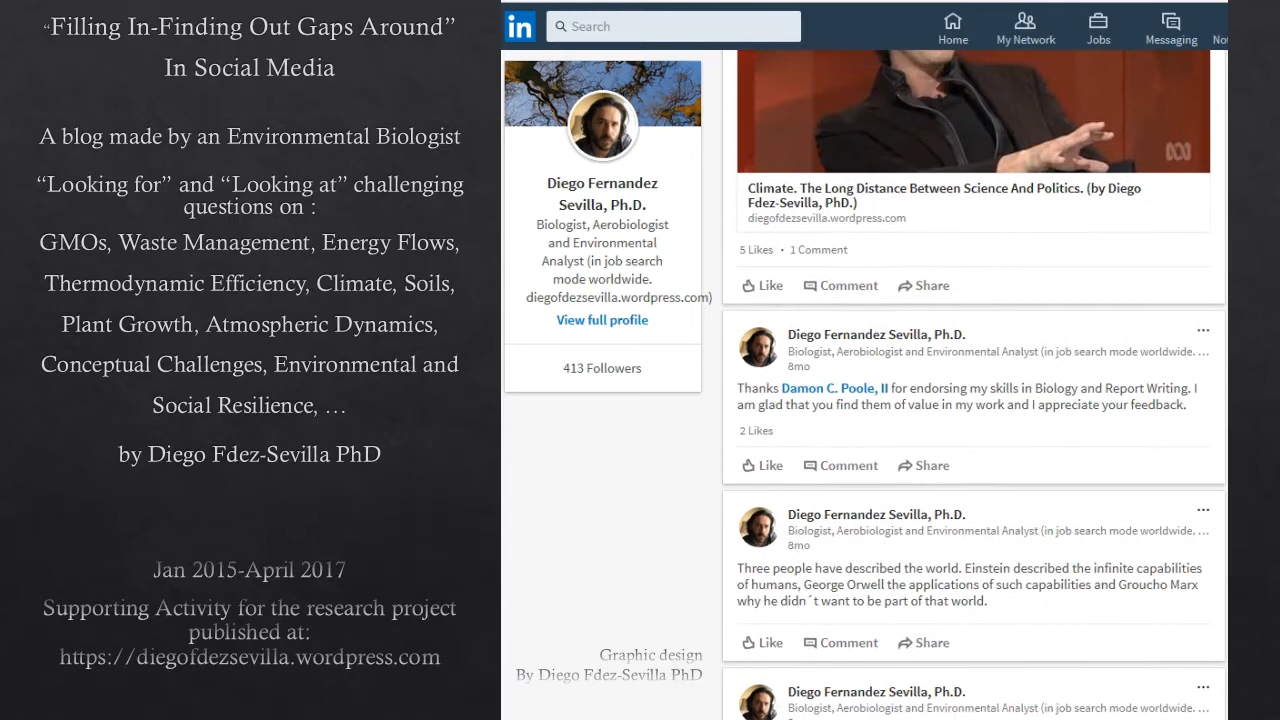 “Filling In-Finding Out Gaps Around”
In Social Media
A blog made by an Environmental Biologist
“Looking for” and “Looking at” challenging
questions on :
GMOs, Waste Management, Energy Flows,
Thermodynamic Efficiency, Climate, Soils,
Plant Growth, Atmospheric Dynamics,
Conceptual Challenges, Environmental and
Social Resilience, …
by Diego Fdez-Sevilla PhD
Jan 2015-April 2017
Supporting Activity for the research project
published at:
https://diegofdezsevilla.wordpress.com
in
Search
Home
My Network
Jobs
Messaging
Not
Diego Fernandez
Sevilla, Ph.D.
Biologist, Aerobiologist
and Environmental
Analyst (in job search
mode worldwide.
diegofdezsevilla.wordpress.com)
View full profile
413 Followers
Graphic design
By Diego Fdez-Sevilla PhD
Climate. The Long Distance Between Science And Politics. (by Diego
Fdez-Sevilla, PhD.)
diegofdezsevilla.wordpress.com
5 Likes • 1 Comment
Like Comment Share
Diego Fernandez Sevilla, Ph.D. ...
Biologist, Aerobiologist and Environmental Analyst (in job search mode worldwide. …
8mo
Thanks Damon C. Poole, II for endorsing my skills in Biology and Report Writing. I
am glad that you find them of value in my work and I appreciate your feedback.
2 Likes
Like Comment Share
Diego Fernandez Sevilla, Ph.D. ...
Biologist, Aerobiologist and Environmental Analyst (in job search mode worldwide. …
8mo
Three people have described the world. Einstein described the infinite capabilities
of humans, George Orwell the applications of such capabilities and Groucho Marx
why he didn´t want to be part of that world.
Like Comment Share
Diego Fernandez Sevilla, Ph.D. ...
Biologist, Aerobiologist and Environmental Analyst (in job search mode worldwide. …